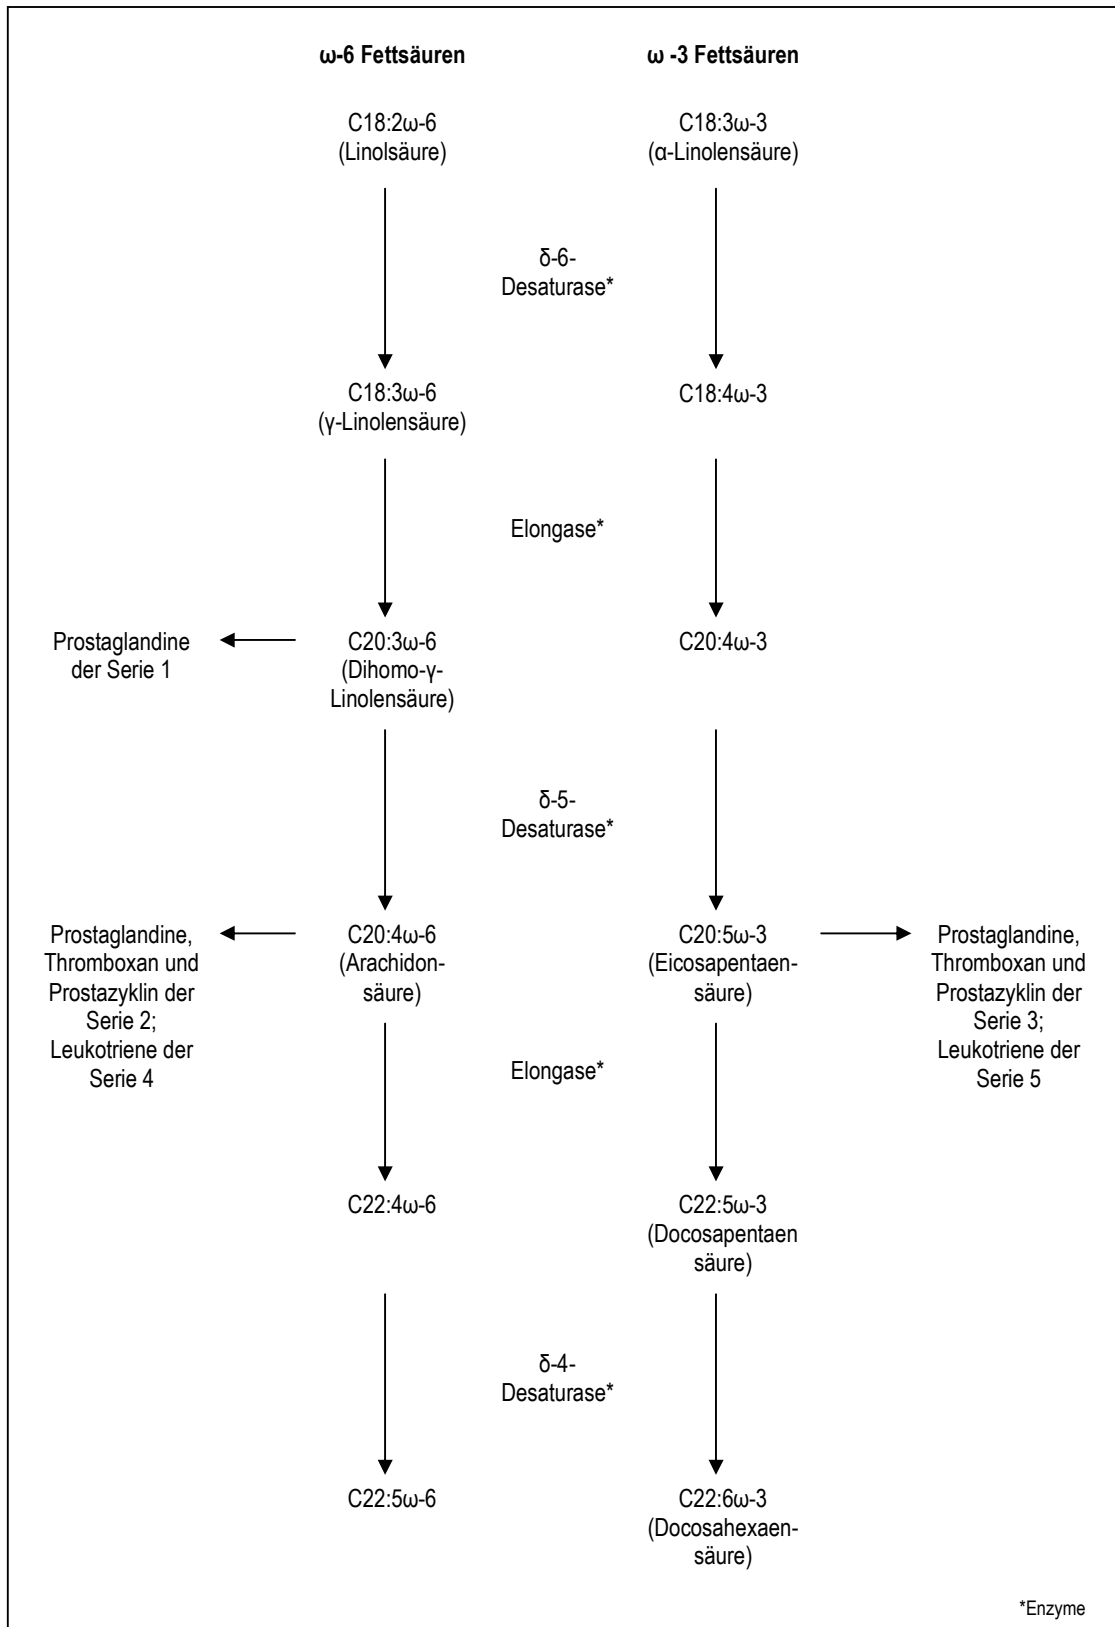 ω-6 Fettsäuren
ω -3 Fettsäuren
C18:2ω-6
(Linolsäure)
C18:3ω-3
(α-Linolensäure)
δ-6-
Desaturase*
C18:3ω-6
(γ-Linolensäure)
C18:4ω-3
Elongase*
Prostaglandine
der Serie 1
C20:3ω-6
(Dihomo-γ-
Linolensäure)
C20:4ω-3
δ-5-
Desaturase*
Prostaglandine,
Thromboxan und
Prostazyklin der
Serie 2;
Leukotriene der
Serie 4
C20:4ω-6
(Arachidon-
säure)
C20:5ω-3
(Eicosapentaen-
säure)
Prostaglandine,
Thromboxan und
Prostazyklin der
Serie 3;
Leukotriene der
Serie 5
Elongase*
C22:4ω-6
C22:5ω-3
(Docosapentaen
säure)
δ-4-
Desaturase*
C22:5ω-6
C22:6ω-3
(Docosahexaen-
säure)
*Enzyme